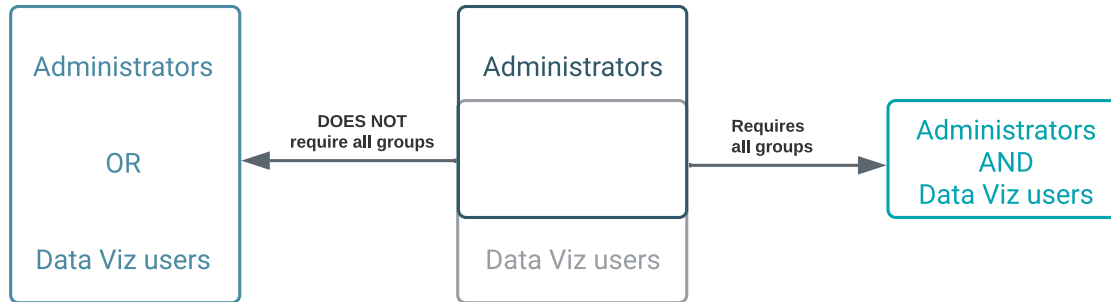 Administrators
OR
Data Viz users
DOES NOT
require all groups
Administrators
Data Viz users
Requires
all groups
Administrators
AND
Data Viz users